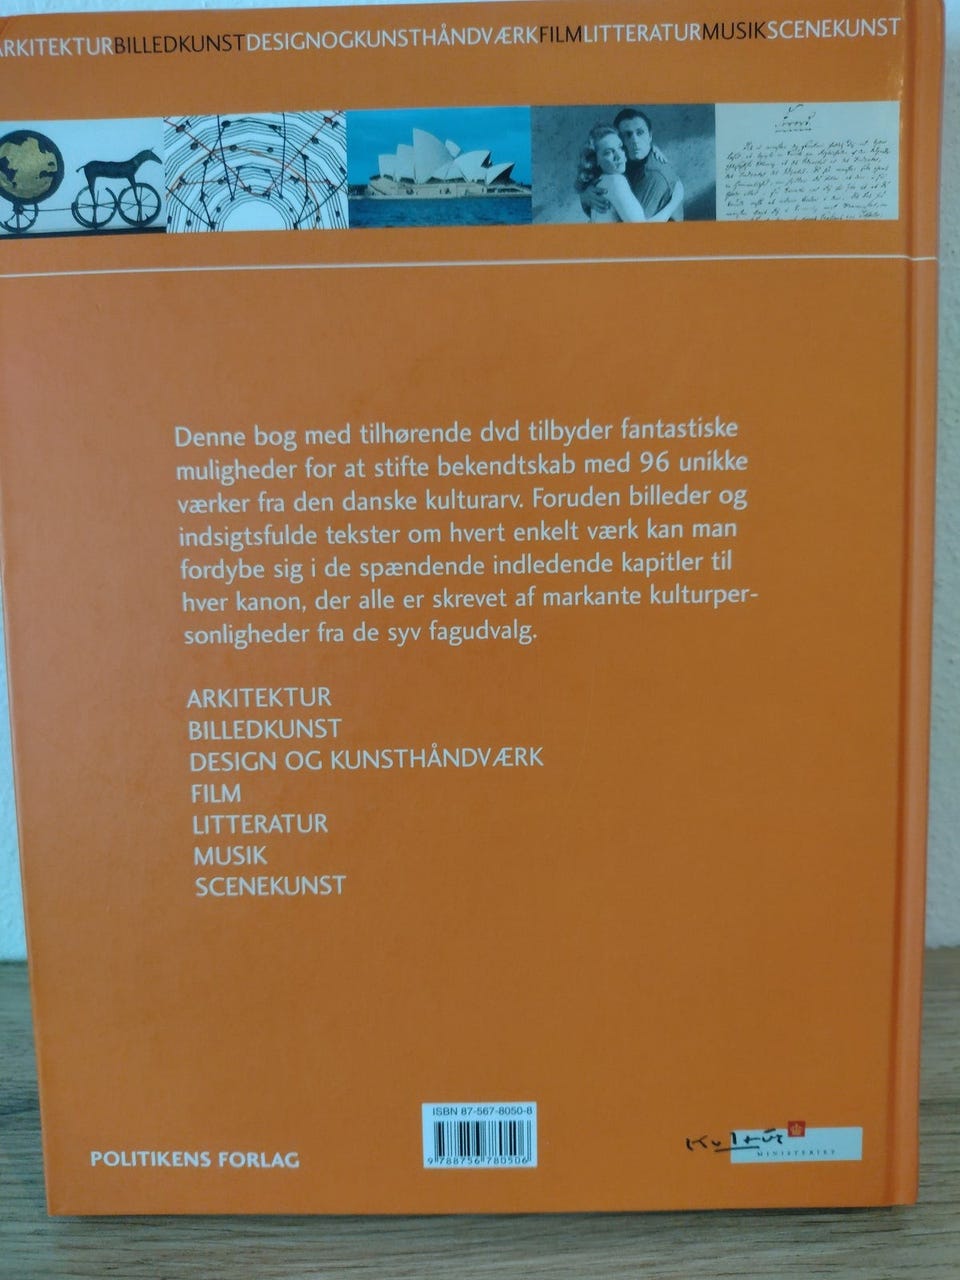 ARKITEKTURBILLEDKUNSTDESIGNOGKUNSTHÅNDVÆRKFILMLITTERATURMUSIKSCENEKUNST
Denne bog med tilhørende dvd tilbyder fantastiske
muligheder for at stifte bekendtskab med 96 unikke
værker fra den danske kulturarv. Foruden billeder og
indsigtsfulde tekster om hvert enkelt værk kan man
fordybe sig i de spændende indledende kapitler til
hver kanon, der alle er skrevet af markante kulturper-
sonligheder fra de syv fagudvalg.
ARKITEKTUR
BILLEDKUNST
DESIGN OG KUNSTHÅNDVÆRK
FILM
LITTERATUR
MUSIK
SCENEKUNST
ISBN 87-567-8050-8
9 788756 780506
POLITIKENS FORLAG
Kultur
MINISTERIET